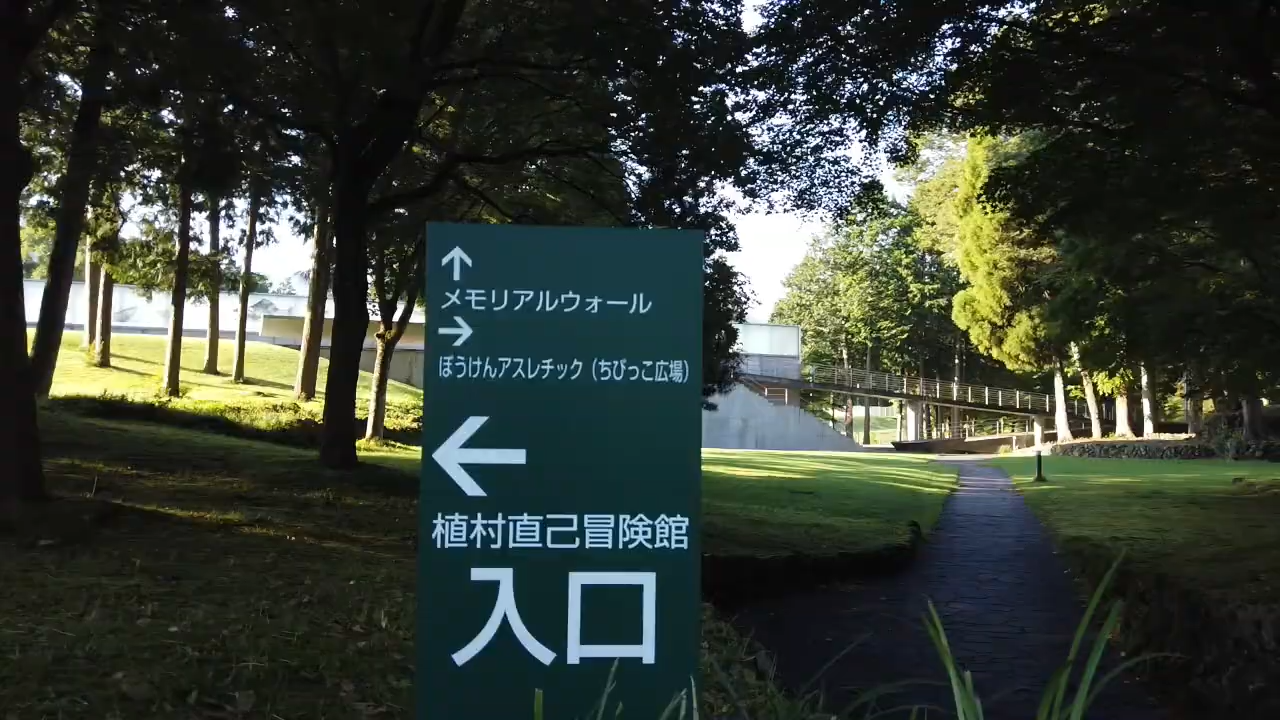 ↑
メモリアルウォール
→
ぼうけんアスレチック（ちびっこ広場）
←
植村直己冒険館
入口